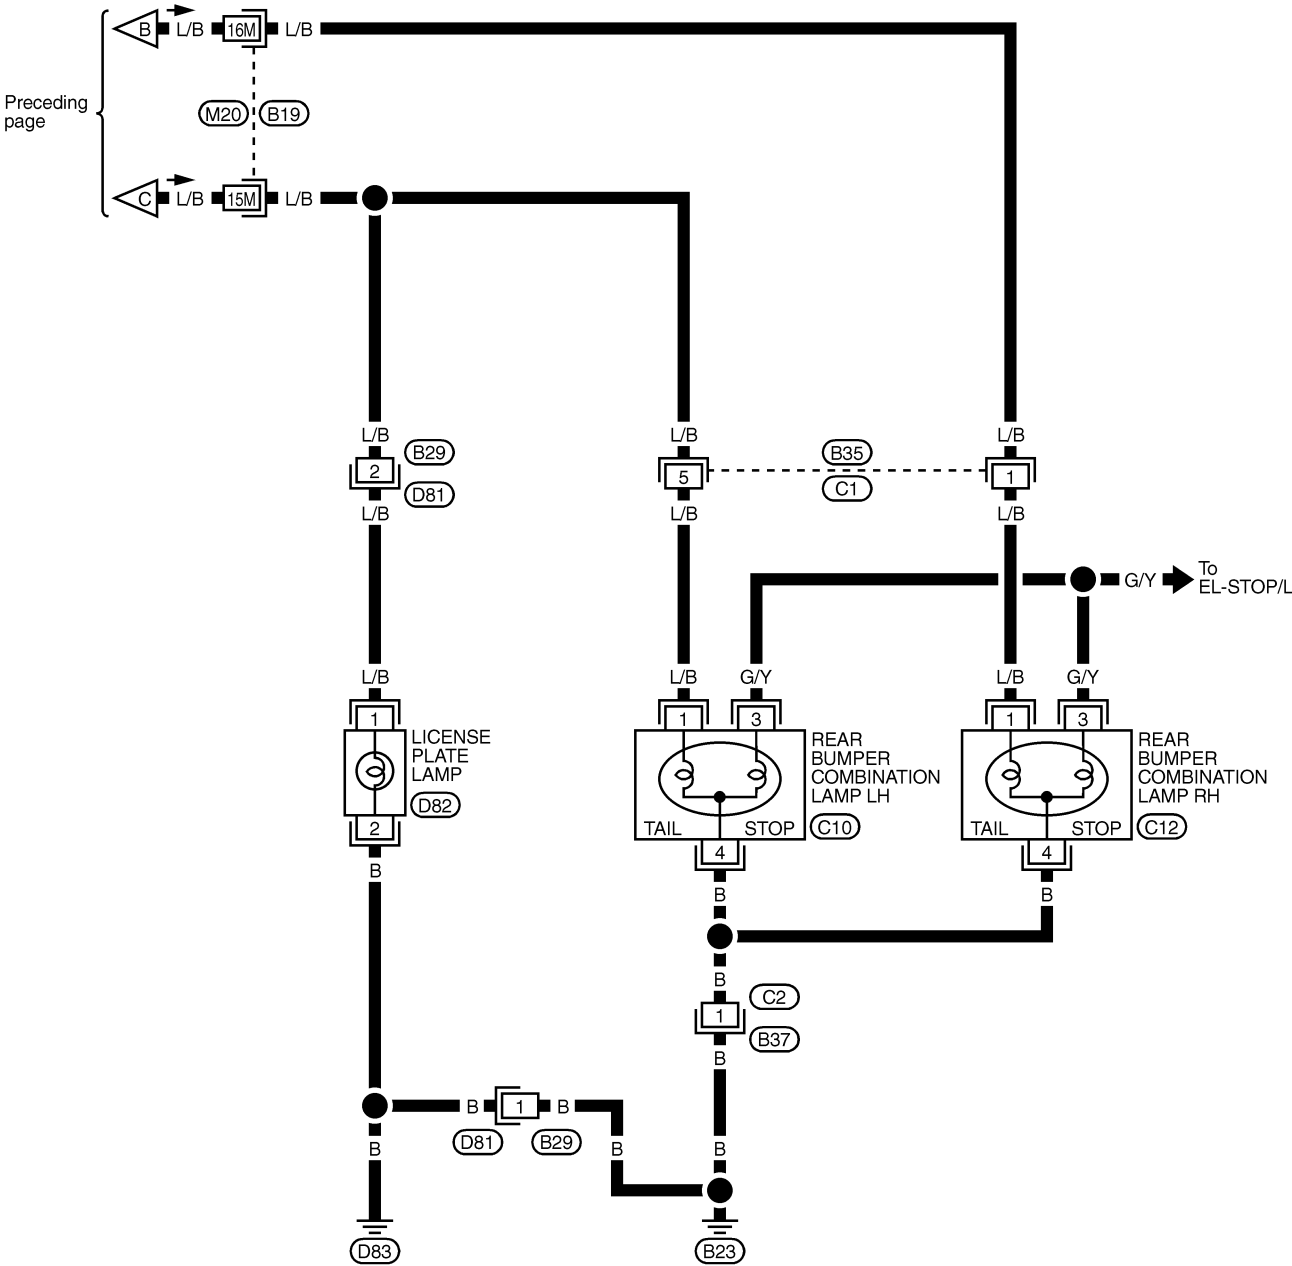 B L/B 16M L/B
Preceding
page
M20 B19
C L/B 15M L/B
L/B L/B L/B
B29
2
D81
5
B35
C1
1
L/B L/B L/B
G/Y
To
EL-STOP/L
L/B L/B G/Y L/B G/Y
1 1 3 1 3
LICENSE
PLATE
LAMP
D82
2
REAR
BUMPER
COMBINATION
LAMP LH
TAIL STOP
C10
4
REAR
BUMPER
COMBINATION
LAMP RH
TAIL STOP
C12
4
B B B
B
C2
1
B37
B
B 1 B
D81 B29
B B B
D83 B23